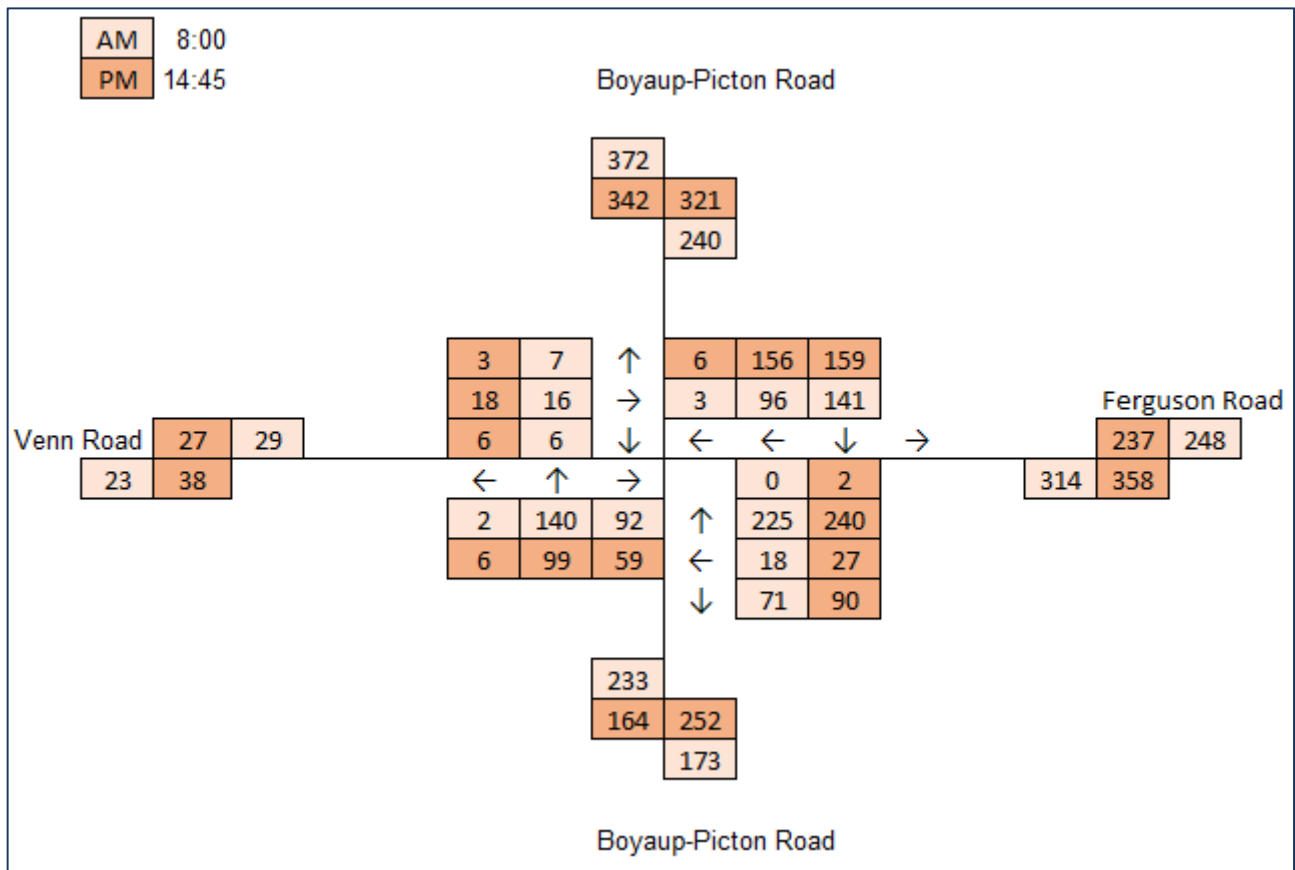 AM 8:00
PM 14:45
Boyaup-Picton Road
372
342 321
240
3 7 ↑ 6 156 159
18 16 → 3 96 141
Ferguson Road
Venn Road 27 29 6 6 ↓ ← ← ↓ → 237 248
23 38 ← ↑ → 0 2 314 358
2 140 92 ↑ 225 240
6 99 59 ← 18 27
↓ 71 90
233
164 252
173
Boyaup-Picton Road